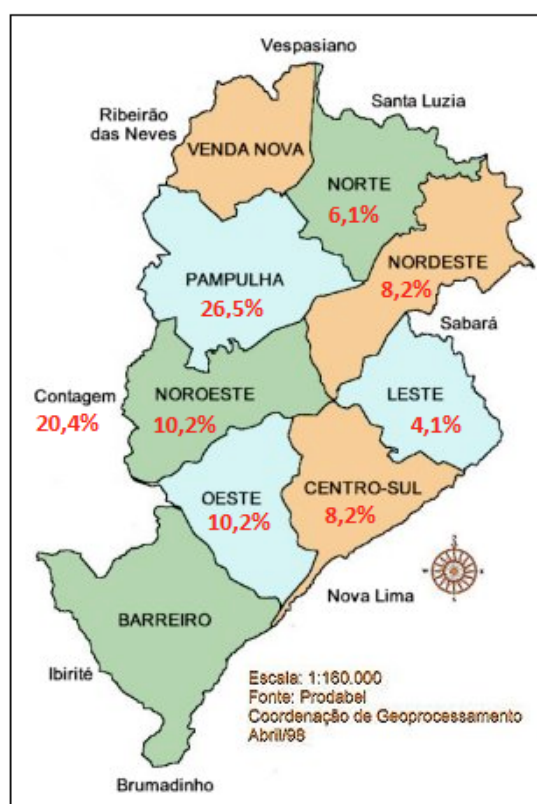 Vespasiano
Santa Luzia
Ribeirão
das Neves
VENDA NOVA
NORTE
6,1%
NORDESTE
8,2%
PAMPULHA
26,5%
Sabará
Contagem
20,4%
NOROESTE
10,2%
LESTE
4,1%
OESTE
10,2%
CENTRO-SUL
8,2%
Nova Lima
BARREIRO
Ibirité
Escala: 1:160.000
Fonte: Prodabel
Coordenação de Geoprocessamento
Abril/98
Brumadinho